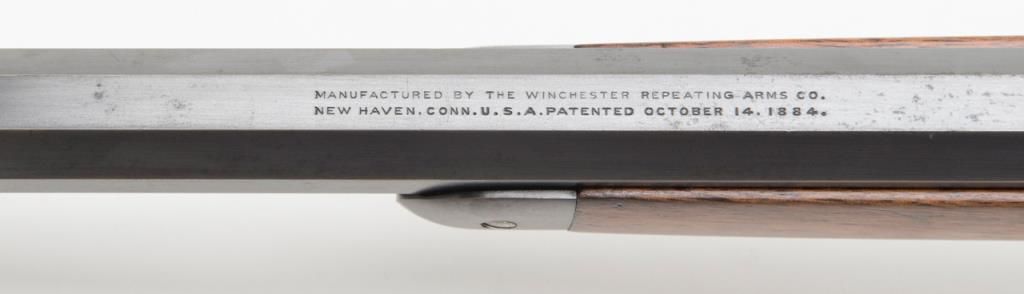 MANUFACTURED BY THE WINCHESTER REPEATING ARMS CO.
NEW HAVEN. CONN. U. S. A. PATENTED OCTOBER 14. 1884.